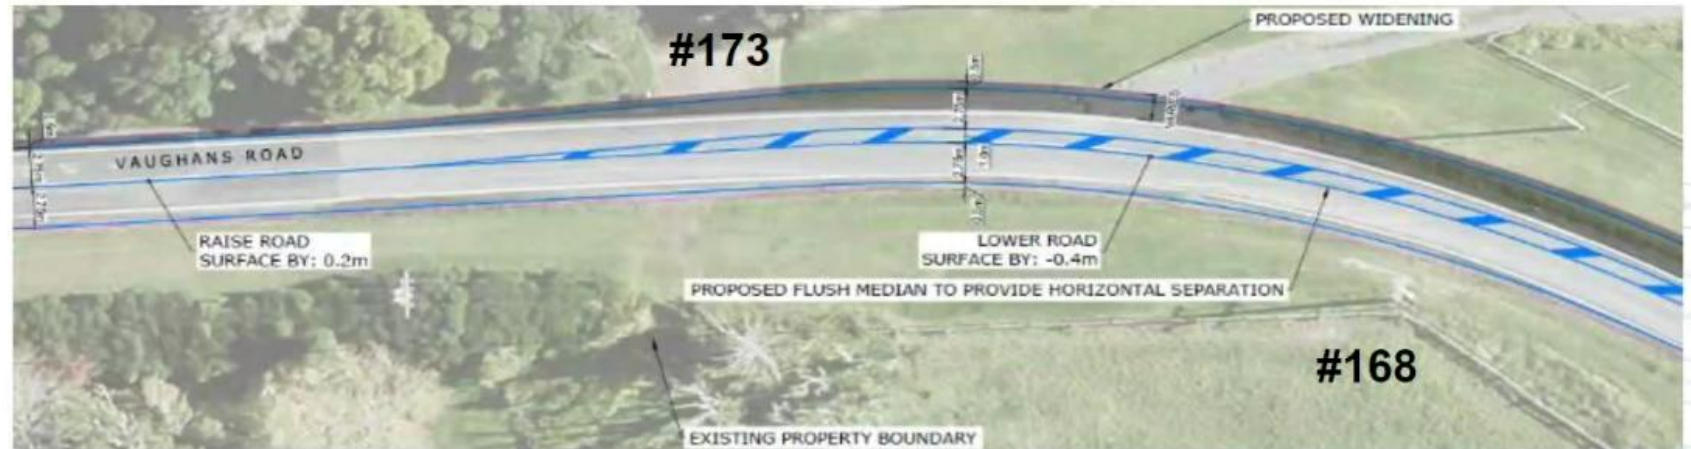 PROPOSED WIDENING
#173
VAUGHANS ROAD
RAISE ROAD
SURFACE BY: 0.2m
LOWER ROAD
SURFACE BY: -0.4m
PROPOSED FLUSH MEDIAN TO PROVIDE HORIZONTAL SEPARATION
#168
EXISTING PROPERTY BOUNDARY